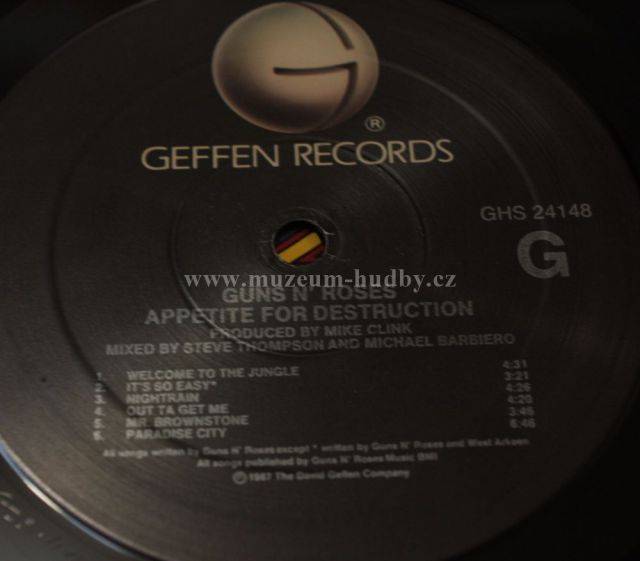 ®
GEFFEN RECORDS
GHS 24148
G
www.muzeum-hudby.cz
GUNS N' ROSES
APPETITE FOR DESTRUCTION
PRODUCED BY MIKE CLINK
MIXED BY STEVE THOMPSON AND MICHAEL BARBIERO
1. WELCOME TO THE JUNGLE 4:31
2. IT'S SO EASY* 3:21
3. NIGHTRAIN 4:26
4. OUT TA GET ME 4:20
5. MR. BROWNSTONE 3:46
6. PARADISE CITY 6:46
All songs written by Guns N' Roses except * written by Guns N' Roses and West Arkeen
All songs published by Guns N' Roses Music BMI
℗1987 The David Geffen Company